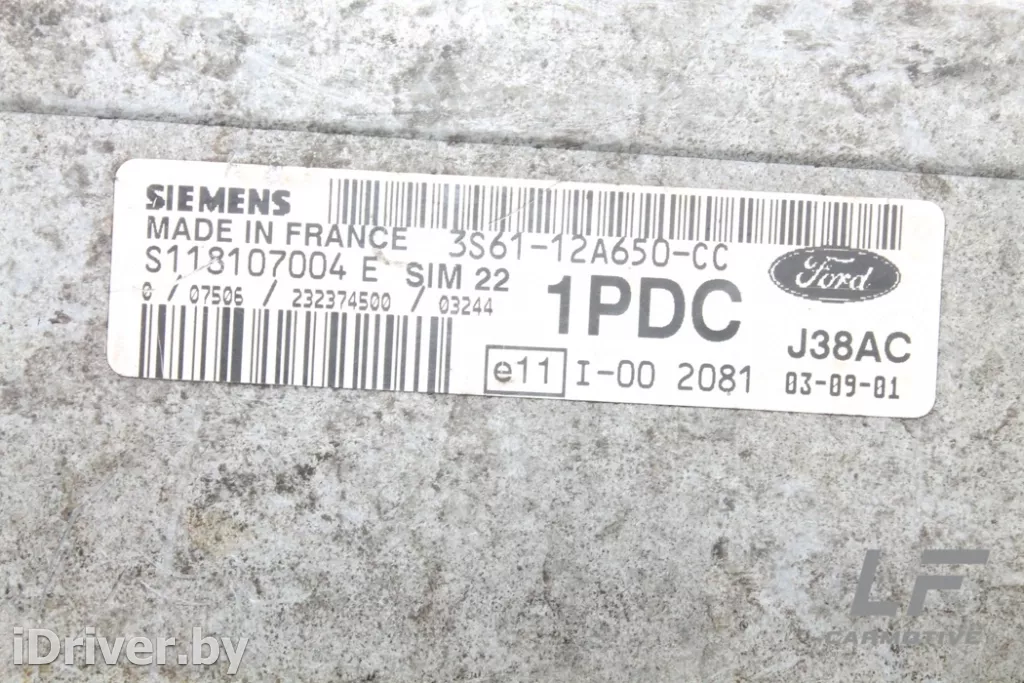 SIEMENS
MADE IN FRANCE 3S61-12A650-CC
S118107004 E SIM 22
0 / 07506 / 232374500 / 03244
1PDC
Ford
J38AC
e11 I-00 2081 03-09-01
LF
CARMOTIVE
iDriver.by